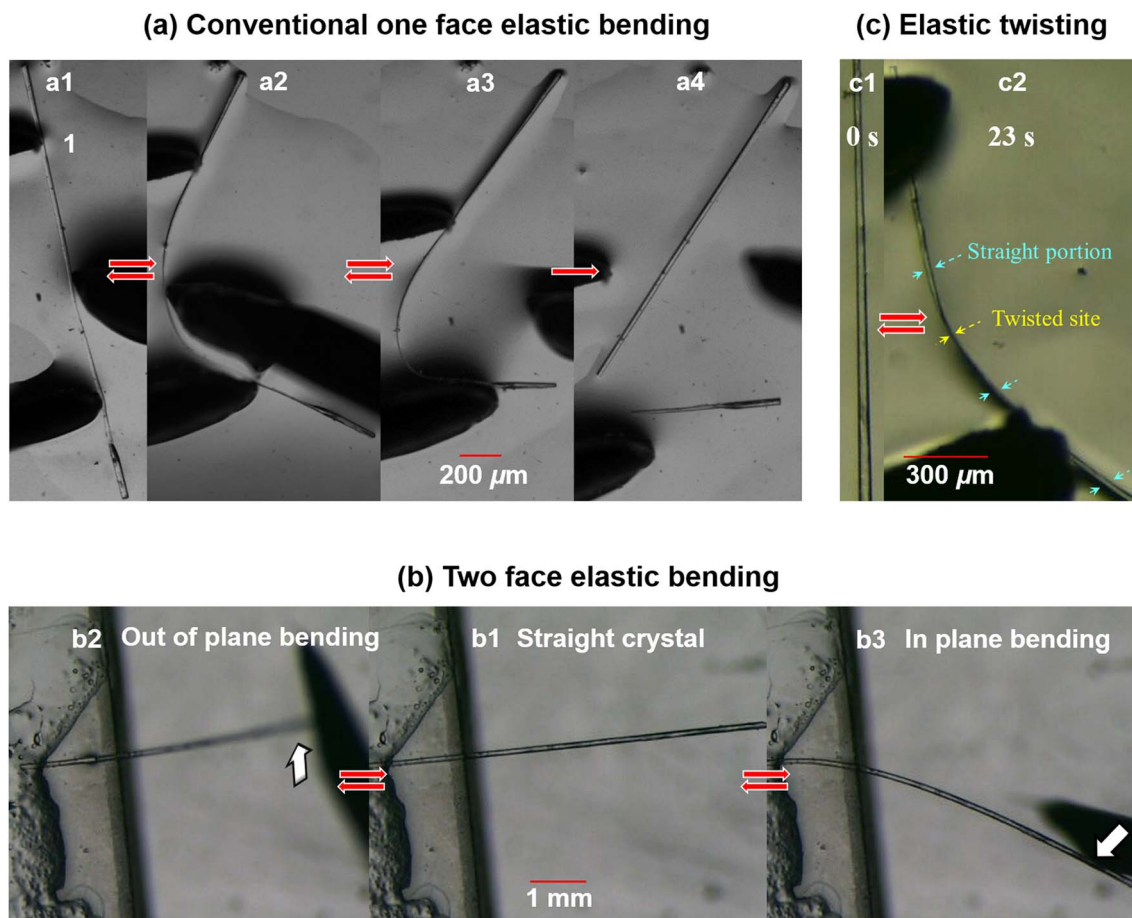 (a) Conventional one face elastic bending
a1
1
a2
a3
a4
200 µm
(c) Elastic twisting
c1
0 s
c2
23 s
Straight portion
Twisted site
300 µm
(b) Two face elastic bending
b2 Out of plane bending
b1 Straight crystal
b3 In plane bending
1 mm